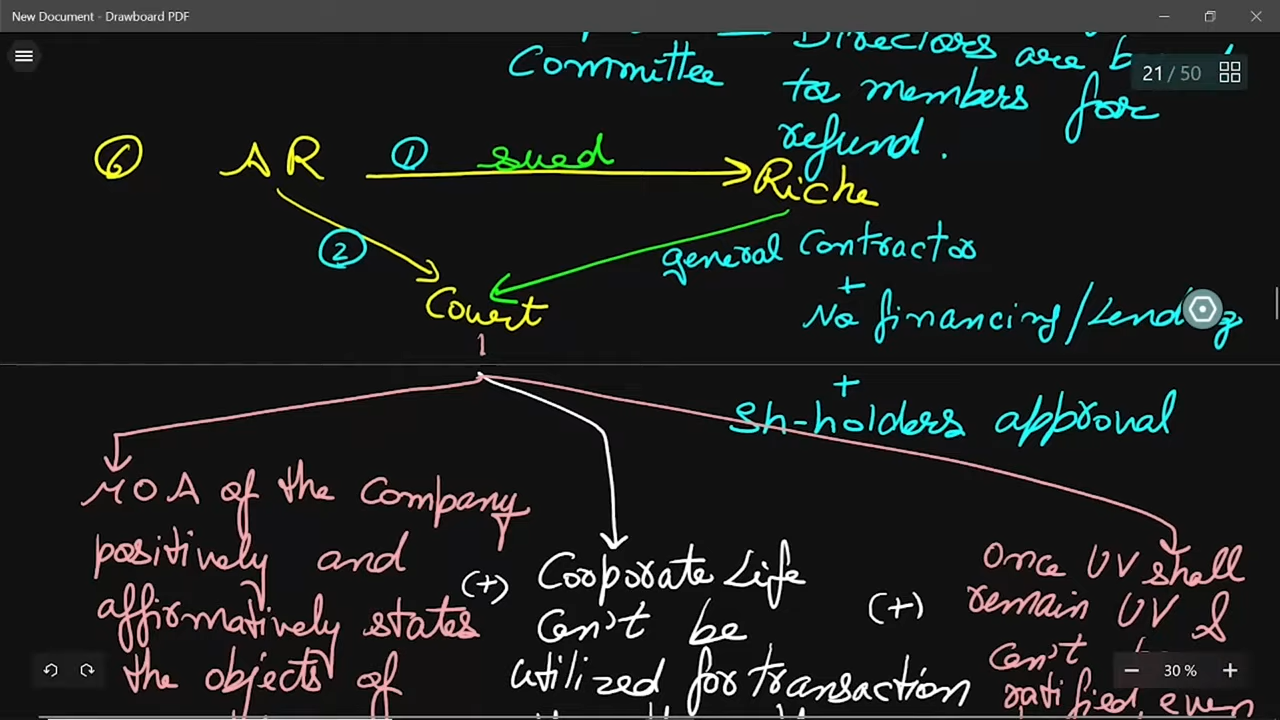 New Document - Drawboard PDF
21 / 50
Directors are
Committee to members for
refund.
⑥ AR ① sued Riche
②
general Contractor
Court
+
No financing/Lending
1
+
Sh-holders approval
MOA of the Company
positively and
affirmatively states
the objects of
(+)
Cooporate Life
can't be
utilized for transaction
(+)
Once UV shall
remain UV &
can't
ratified, even
30 %